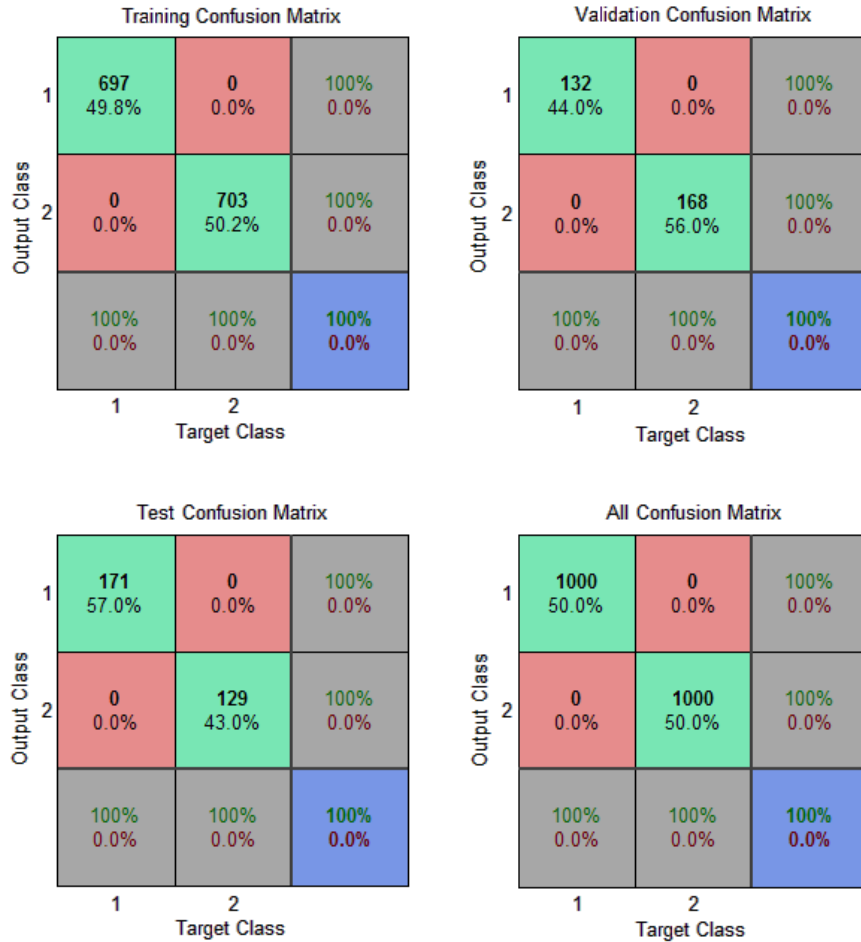 Training Confusion Matrix
697 0 100%
1
49.8% 0.0% 0.0%
0 703 100%
2
0.0% 50.2% 0.0%
100% 100% 100%
0.0% 0.0% 0.0%
1 2
Target Class
Output Class
Validation Confusion Matrix
132 0 100%
1
44.0% 0.0% 0.0%
0 168 100%
2
0.0% 56.0% 0.0%
100% 100% 100%
0.0% 0.0% 0.0%
1 2
Target Class
Output Class
Test Confusion Matrix
171 0 100%
1
57.0% 0.0% 0.0%
0 129 100%
2
0.0% 43.0% 0.0%
100% 100% 100%
0.0% 0.0% 0.0%
1 2
Target Class
Output Class
All Confusion Matrix
1000 0 100%
1
50.0% 0.0% 0.0%
0 1000 100%
2
0.0% 50.0% 0.0%
100% 100% 100%
0.0% 0.0% 0.0%
1 2
Target Class
Output Class